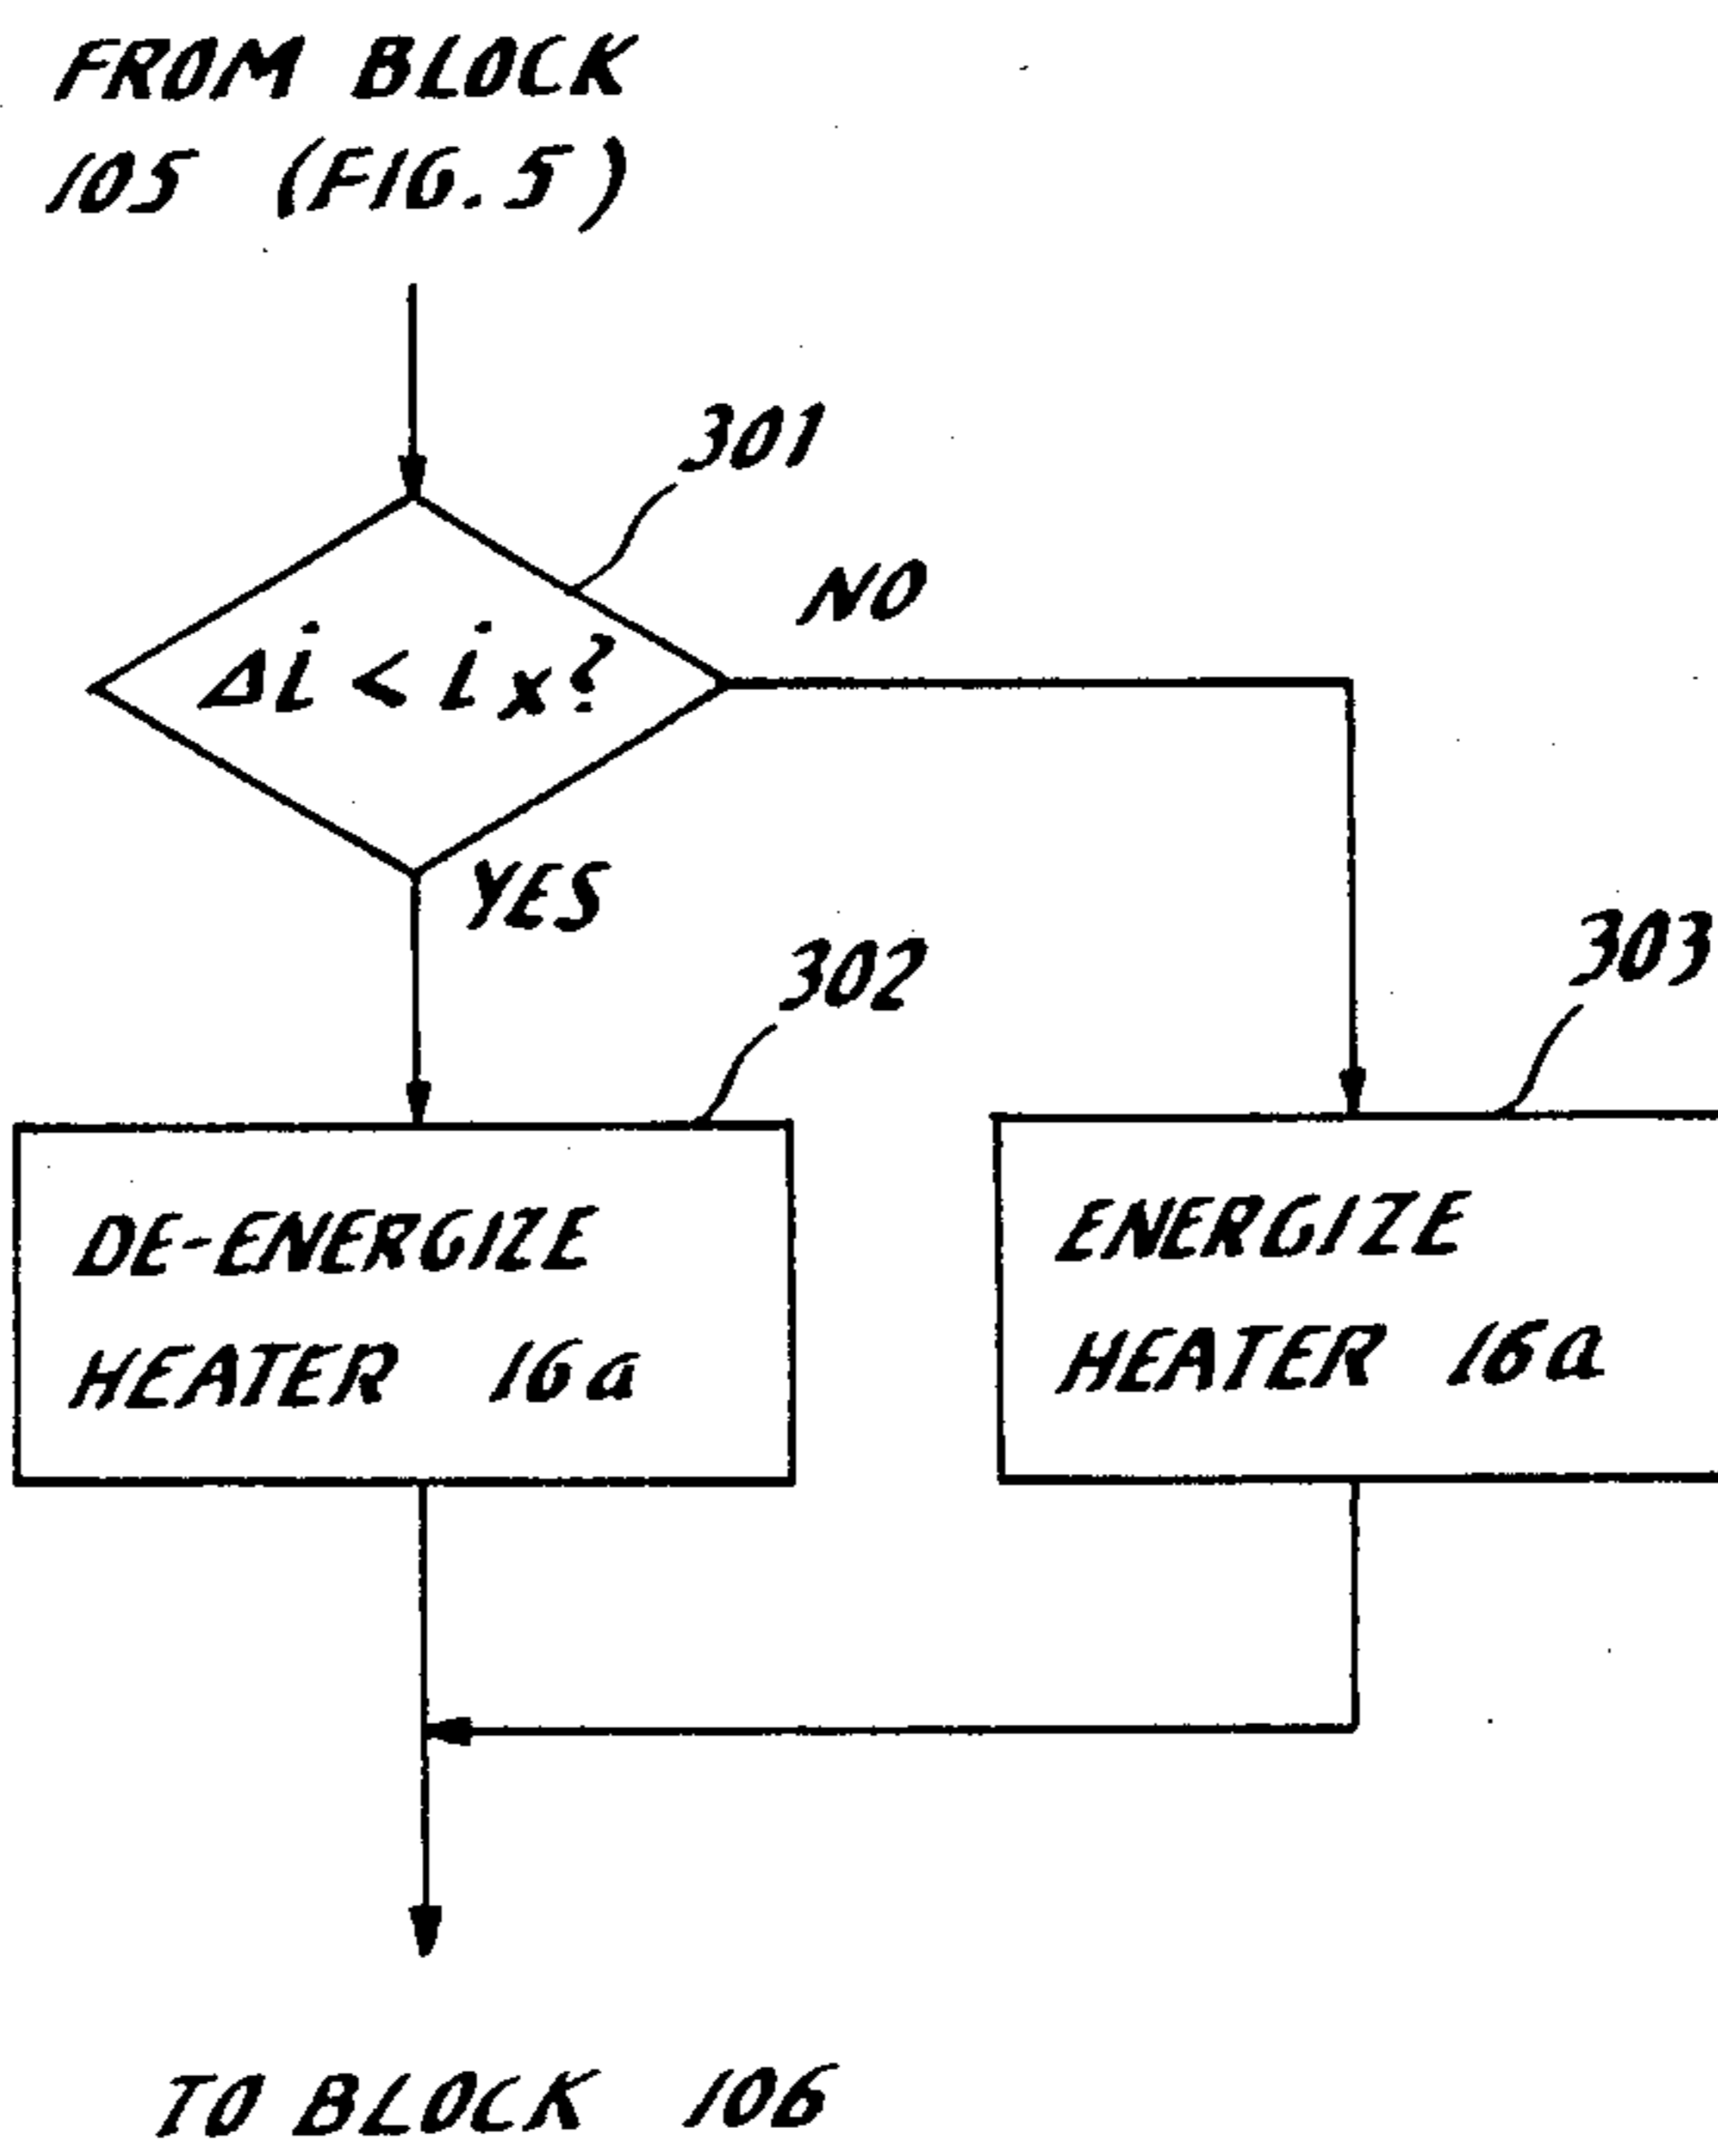 FROM BLOCK
105 (FIG. 5)
301
NO
Δi < ix?
YES
302
303
DE-ENERGIZE
HEATER 16a
ENERGIZE
HEATER 16a
TO BLOCK 106